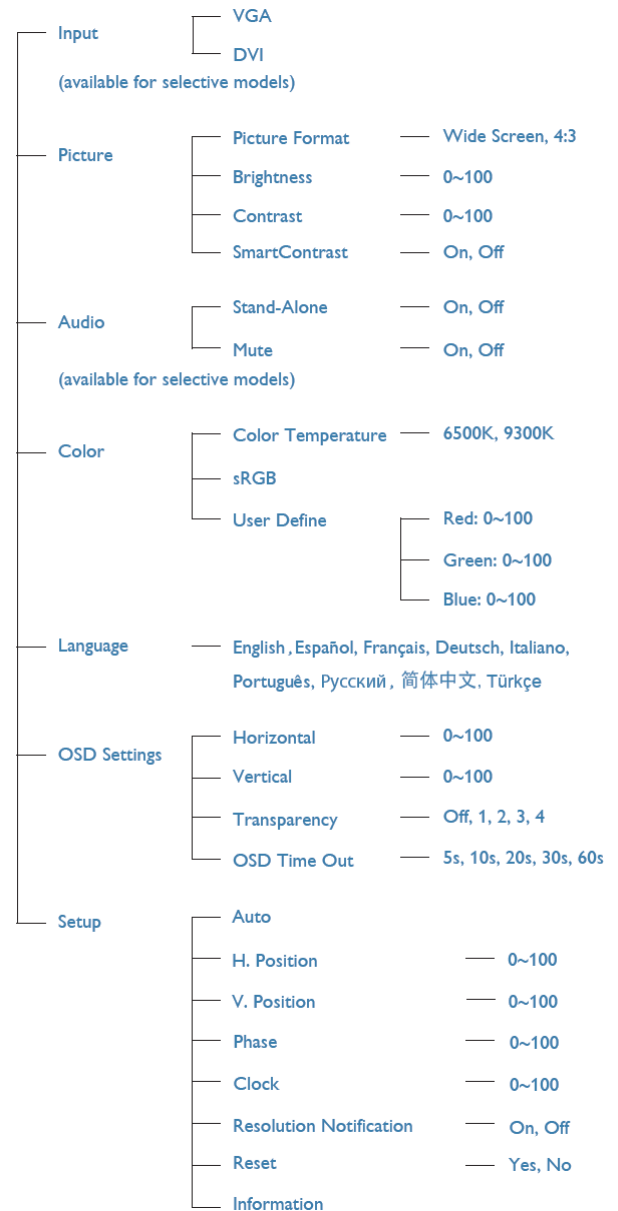 Input
VGA
DVI
(available for selective models)
Picture
Picture Format
Wide Screen, 4:3
Brightness
0~100
Contrast
0~100
SmartContrast
On, Off
Audio
Stand-Alone
On, Off
Mute
On, Off
(available for selective models)
Color
Color Temperature
6500K, 9300K
sRGB
User Define
Red: 0~100
Green: 0~100
Blue: 0~100
Language
English, Español, Français, Deutsch, Italiano,
Português, Русский, 简体中文, Türkçe
OSD Settings
Horizontal
0~100
Vertical
0~100
Transparency
Off, 1, 2, 3, 4
OSD Time Out
5s, 10s, 20s, 30s, 60s
Setup
Auto
H. Position
0~100
V. Position
0~100
Phase
0~100
Clock
0~100
Resolution Notification
On, Off
Reset
Yes, No
Information